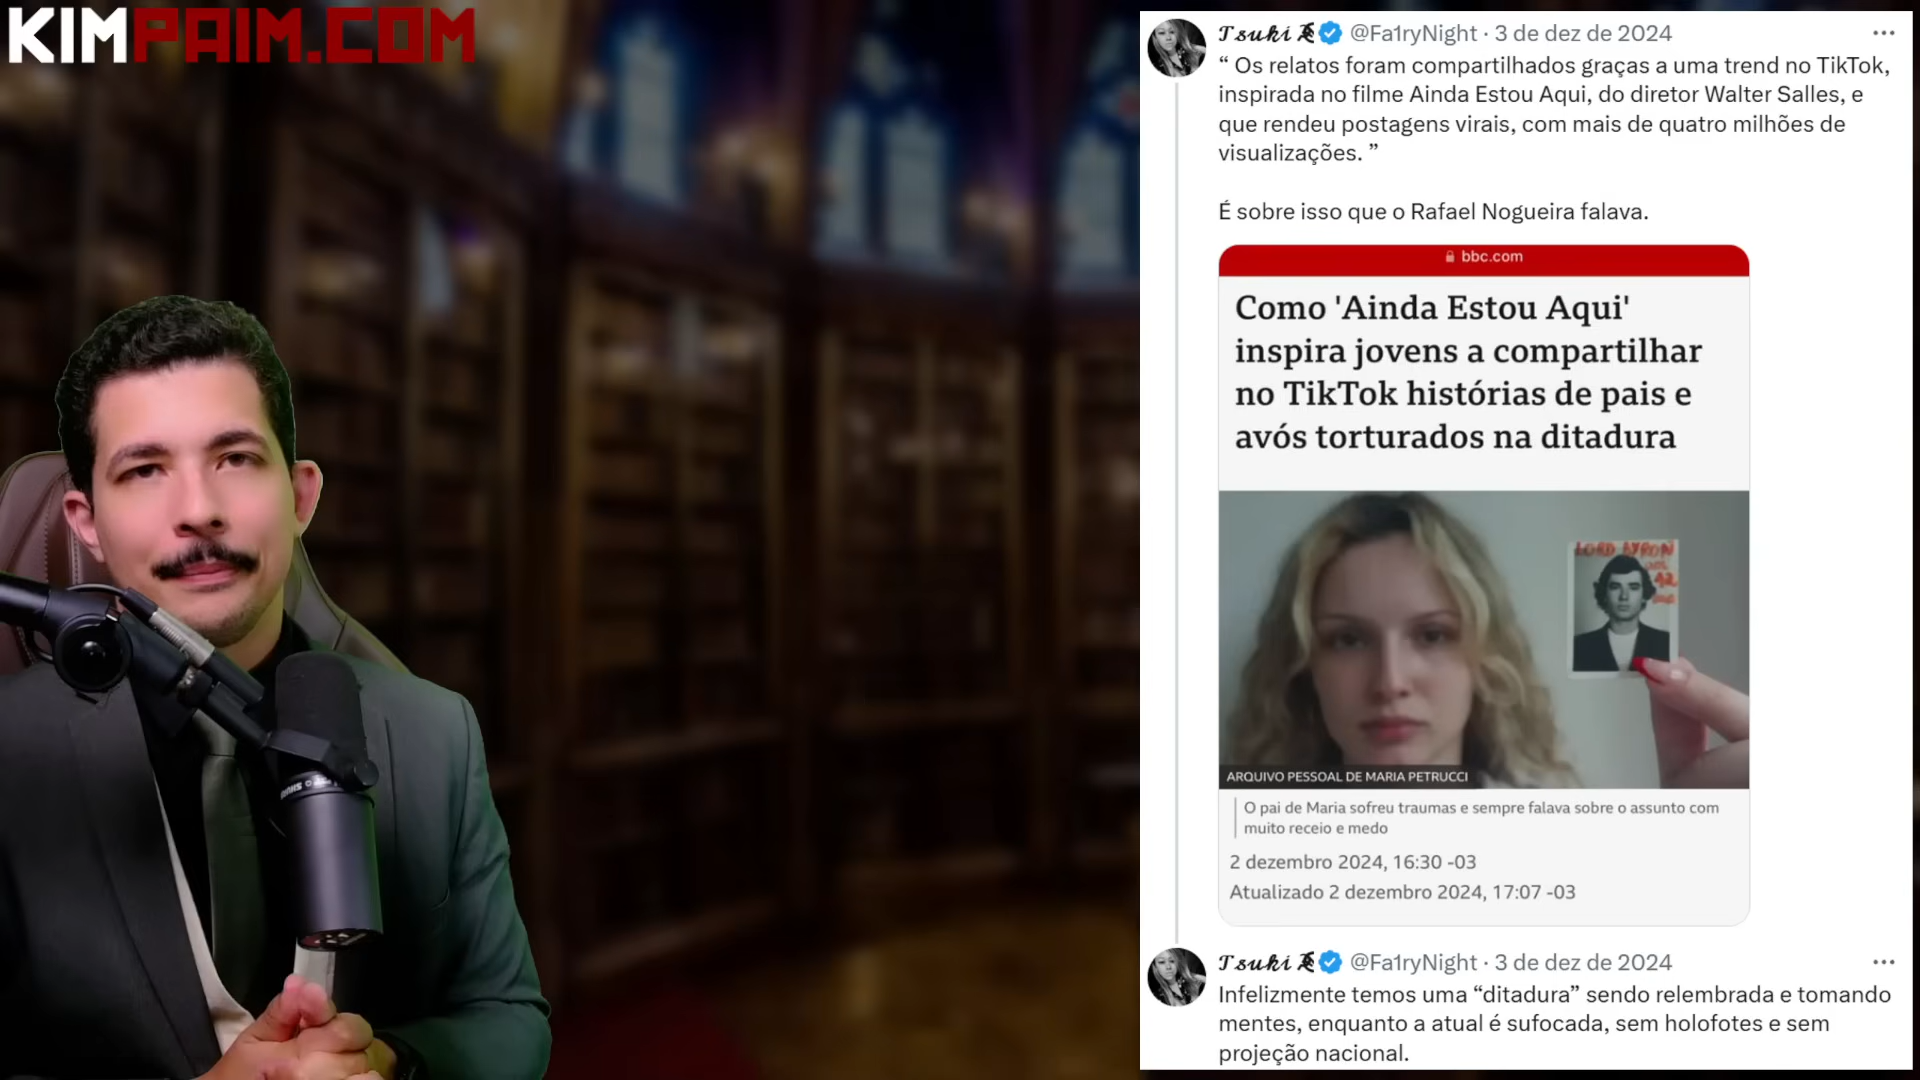 KIMPAIM.COM
Tsuki @Fa1ryNight · 3 de dez de 2024
“ Os relatos foram compartilhados graças a uma trend no TikTok,
inspirada no filme Ainda Estou Aqui, do diretor Walter Salles, e
que rendeu postagens virais, com mais de quatro milhões de
visualizações. ”
É sobre isso que o Rafael Nogueira falava.
bbc.com
Como 'Ainda Estou Aqui'
inspira jovens a compartilhar
no TikTok histórias de pais e
avós torturados na ditadura
LORD BYRON
42
ARQUIVO PESSOAL DE MARIA PETRUCCI
O pai de Maria sofreu traumas e sempre falava sobre o assunto com
muito receio e medo
2 dezembro 2024, 16:30 -03
Atualizado 2 dezembro 2024, 17:07 -03
Tsuki @Fa1ryNight · 3 de dez de 2024
Infelizmente temos uma “ditadura” sendo relembrada e tomando
mentes, enquanto a atual é sufocada, sem holofotes e sem
projeção nacional.